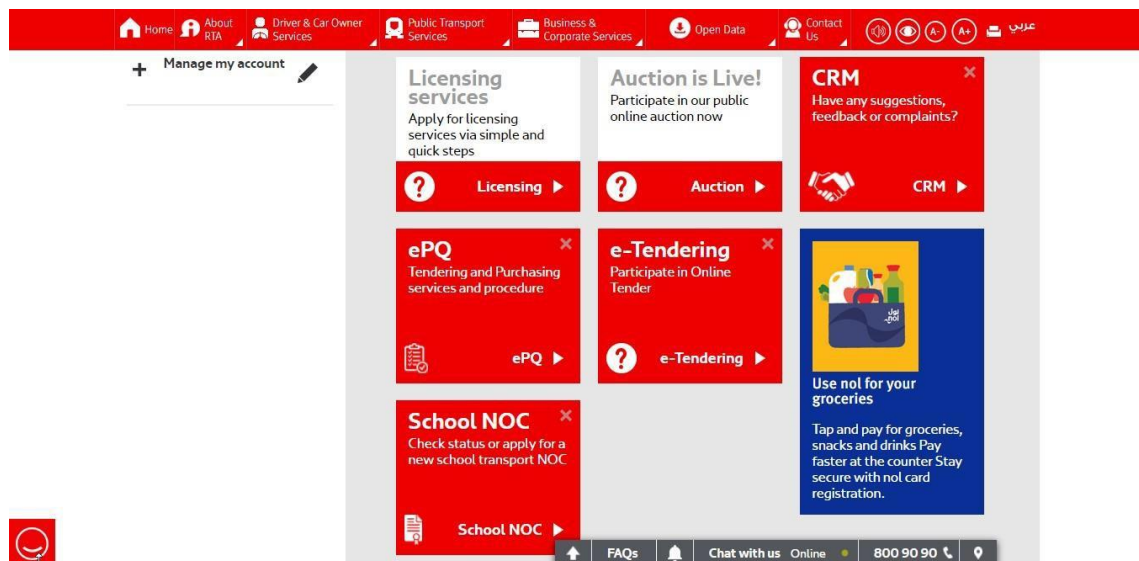 Home
About
RTA
Driver & Car Owner
Services
Public Transport
Services
Business &
Corporate Services
Open Data
Contact
Us
A-
A+
عربي
Manage my account
Licensing
services
Apply for licensing
services via simple and
quick steps
Licensing
Auction is Live!
Participate in our public
online auction now
Auction
CRM
Have any suggestions,
feedback or complaints?
CRM
ePQ
Tendering and Purchasing
services and procedure
ePQ
e-Tendering
Participate in Online
Tender
e-Tendering
نول
nol
Use nol for your
groceries
Tap and pay for groceries,
snacks and drinks Pay
faster at the counter Stay
secure with nol card
registration.
School NOC
Check status or apply for a
new school transport NOC
School NOC
FAQs
Chat with us Online
800 90 90